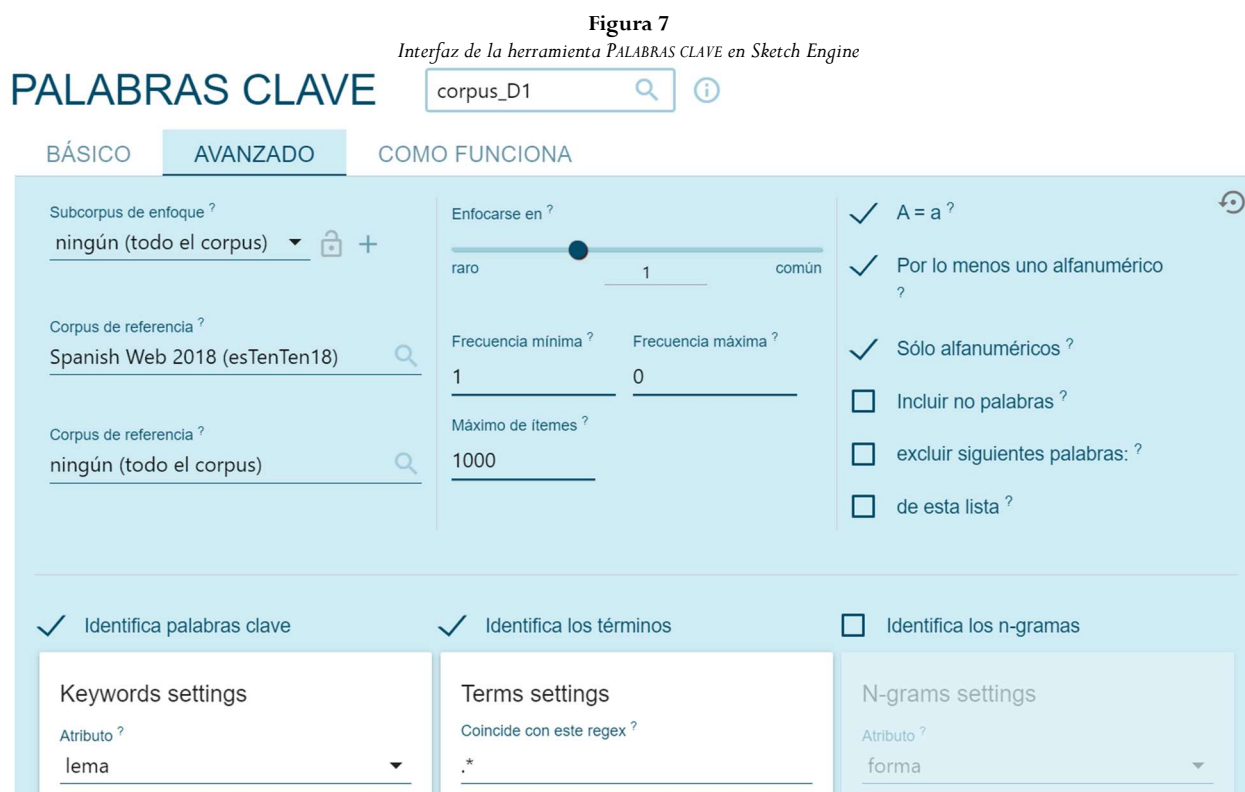 Figura 7
Interfaz de la herramienta PALABRAS CLAVE en Sketch Engine
PALABRAS CLAVE
corpus_D1
BÁSICO
AVANZADO
COMO FUNCIONA
Subcorpus de enfoque ?
ningún (todo el corpus)
Corpus de referencia ?
Spanish Web 2018 (esTenTen18)
Corpus de referencia ?
ningún (todo el corpus)
Enfocarse en ?
raro
1
común
Frecuencia mínima ?
Frecuencia máxima ?
1
0
Máximo de ítemes ?
1000
A = a ?
Por lo menos uno alfanumérico
?
Sólo alfanuméricos ?
Incluir no palabras ?
excluir siguientes palabras: ?
de esta lista ?
Identifica palabras clave
Keywords settings
Atributo ?
lema
Identifica los términos
Terms settings
Coincide con este regex ?
.*
Identifica los n-gramas
N-grams settings
Atributo ?
forma